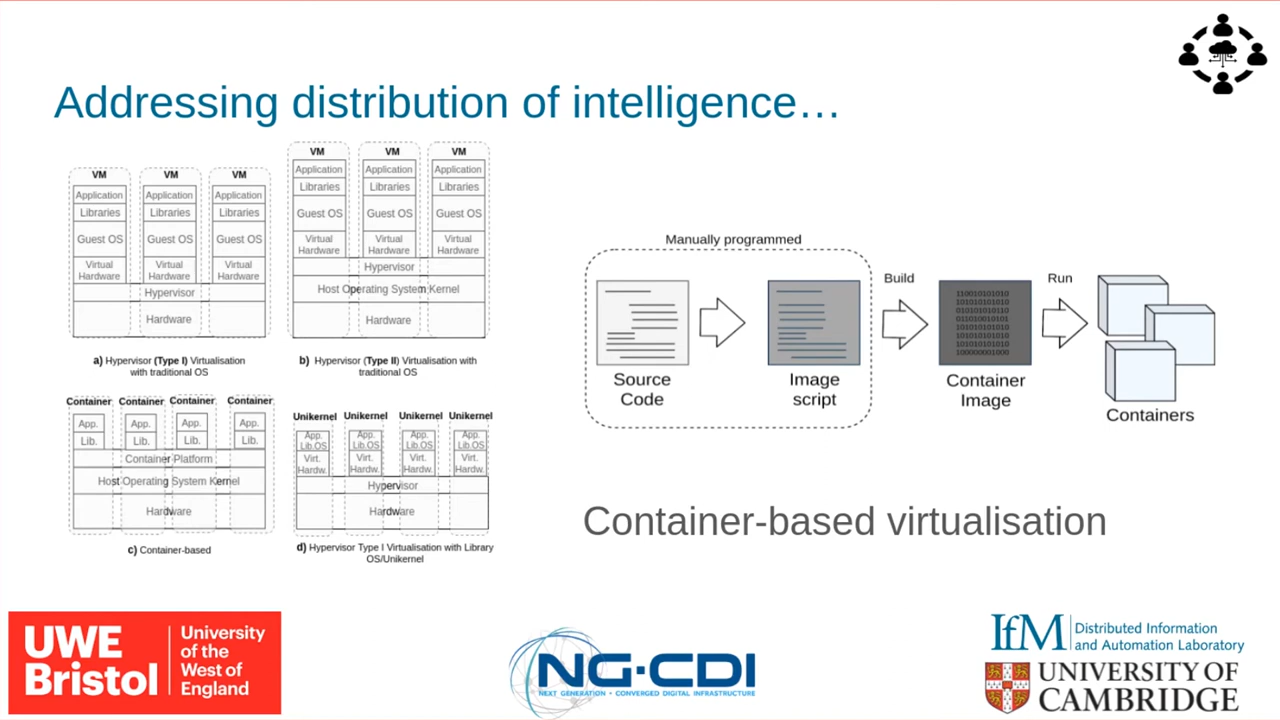 Addressing distribution of intelligence…
VM VM VM
Application Application Application
Libraries Libraries Libraries
Guest OS Guest OS Guest OS
Virtual Hardware Virtual Hardware Virtual Hardware
Hypervisor
Hardware
a) Hypervisor (Type I) Virtualisation
with traditional OS
VM VM VM
Application Application Application
Libraries Libraries Libraries
Guest OS Guest OS Guest OS
Virtual Hardware Virtual Hardware Virtual Hardware
Hypervisor
Host Operating System Kernel
Hardware
b) Hypervisor (Type II) Virtualisation with
traditional OS
Container Container Container Container
App. App. App. App.
Lib. Lib. Lib. Lib.
Container Platform
Host Operating System Kernel
Hardware
c) Container-based
Unikernel Unikernel Unikernel Unikernel
App. App. App. App.
Lib.OS Lib.OS Lib.OS Lib.OS
Virt. Virt. Virt. Virt.
Hardw. Hardw. Hardw. Hardw.
Hypervisor
Hardware
d) Hypervisor Type I Virtualisation with Library
OS/Unikernel
Manually programmed
Source
Code
Image
script
Build
110010101010
101010101010
010101010110
011010010101
101010101010
101010101010
101010101010
100000001000
Container
Image
Run
Containers
Container-based virtualisation
UWE
Bristol
University
of the
West of
England
NG-CDI
NEXT GENERATION - CONVERGED DIGITAL INFRASTRUCTURE
IfM
Distributed Information
and Automation Laboratory
UNIVERSITY OF
CAMBRIDGE